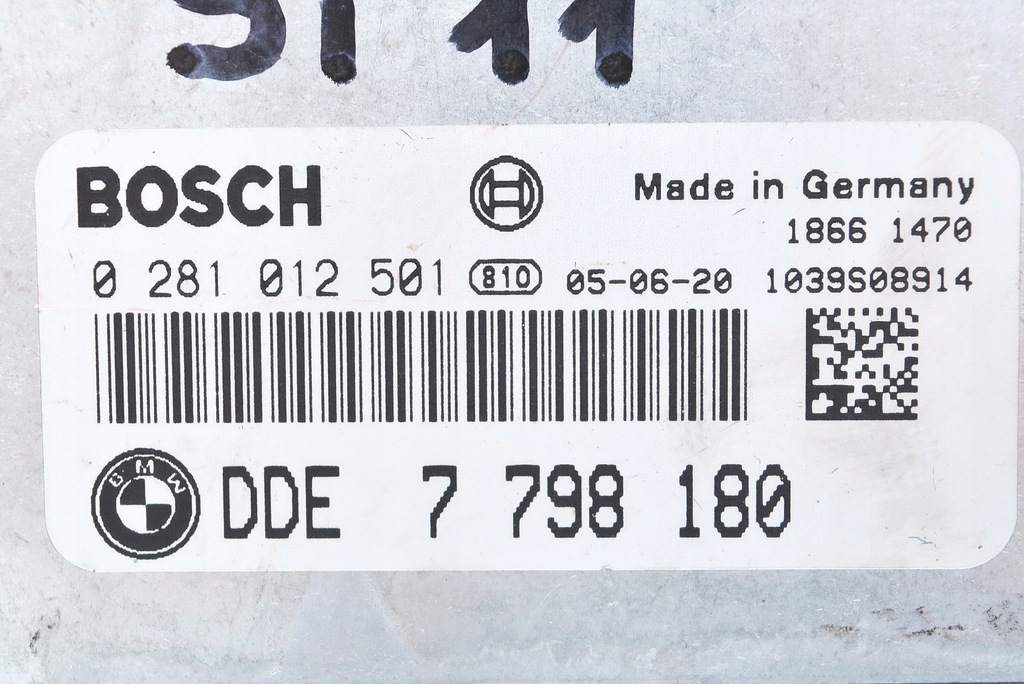 BOSCH
Made in Germany
1866 1470
0 281 012 501 810 05-06-20 1039S08914
BMW DDE 7 798 180